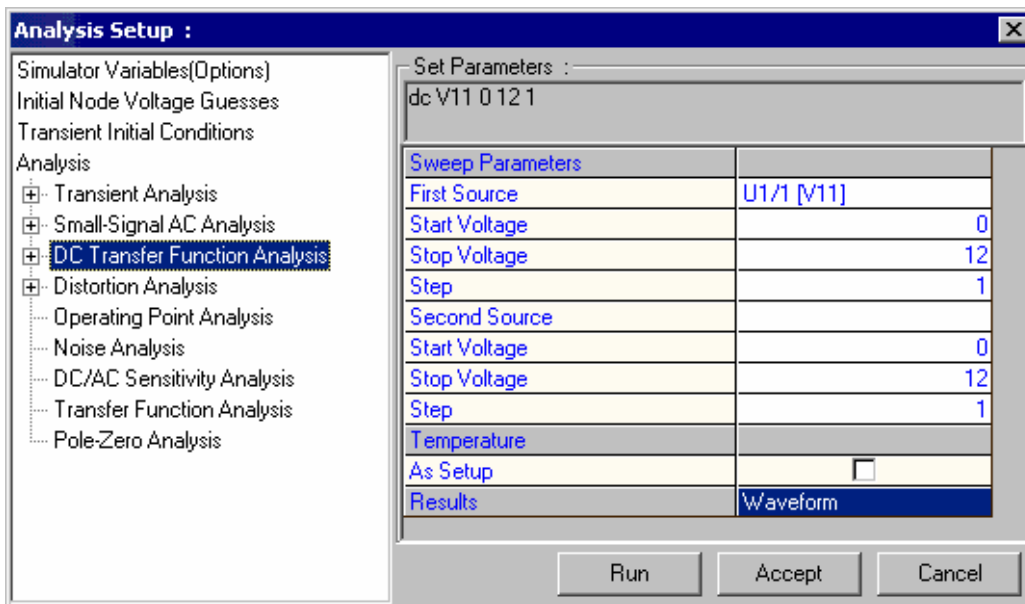 Analysis Setup :
Simulator Variables(Options)
Initial Node Voltage Guesses
Transient Initial Conditions
Analysis
Transient Analysis
Small-Signal AC Analysis
DC Transfer Function Analysis
Distortion Analysis
Operating Point Analysis
Noise Analysis
DC/AC Sensitivity Analysis
Transfer Function Analysis
Pole-Zero Analysis
Set Parameters :
dc V11 0 12 1
Sweep Parameters
First Source U1/1 [V11]
Start Voltage 0
Stop Voltage 12
Step 1
Second Source
Start Voltage 0
Stop Voltage 12
Step 1
Temperature
As Setup
Results Waveform
Run Accept Cancel